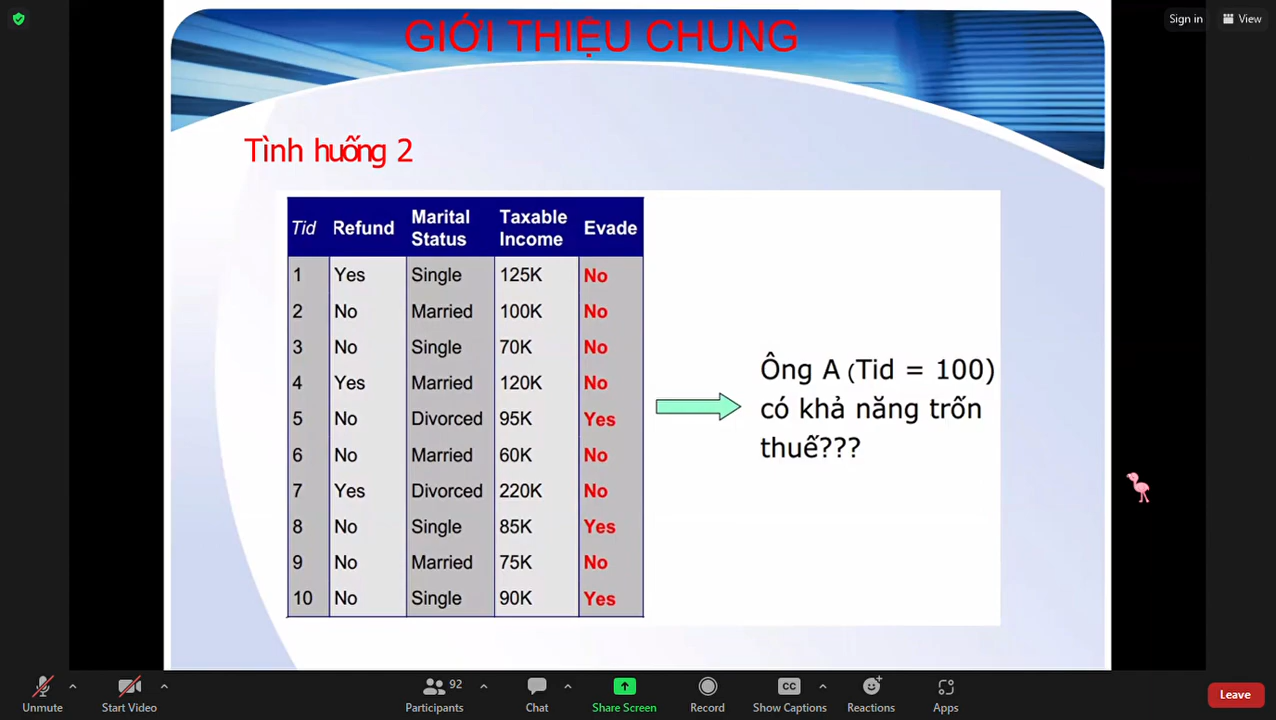 Sign in
View
GIỚI THIỆU CHUNG
Tình huống 2
Tid Refund Marital Status Taxable Income Evade
1 Yes Single 125K No
2 No Married 100K No
3 No Single 70K No
4 Yes Married 120K No
5 No Divorced 95K Yes
6 No Married 60K No
7 Yes Divorced 220K No
8 No Single 85K Yes
9 No Married 75K No
10 No Single 90K Yes
Ông A (Tid = 100)
có khả năng trốn
thuế???
Unmute
Start Video
92
Participants
Chat
Share Screen
Record
CC
Show Captions
Reactions
Apps
Leave